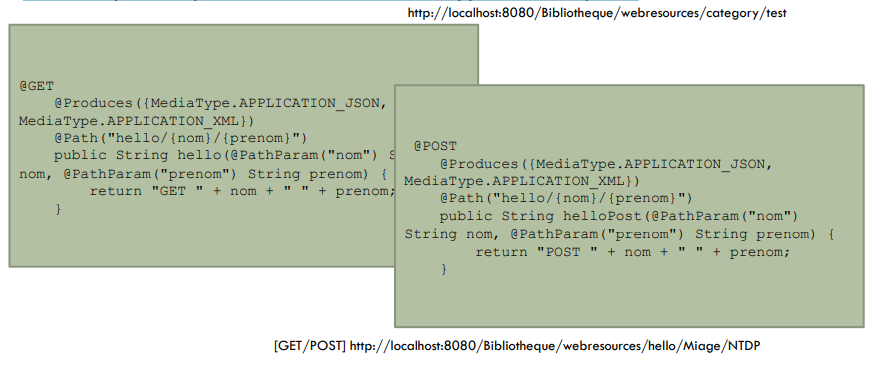 http://localhost:8080/Bibliotheque/webresources/category/test
@GET
@Produces({MediaType.APPLICATION_JSON,
MediaType.APPLICATION_XML})
@Path("hello/{nom}/{prenom}")
public String hello(@PathParam("nom") S
nom, @PathParam("prenom") String prenom) {
return "GET " + nom + " " + prenom;
}
@POST
@Produces({MediaType.APPLICATION_JSON,
MediaType.APPLICATION_XML})
@Path("hello/{nom}/{prenom}")
public String helloPost(@PathParam("nom")
String nom, @PathParam("prenom") String prenom) {
return "POST " + nom + " " + prenom;
}
[GET/POST] http://localhost:8080/Bibliotheque/webresources/hello/Miage/NTDP